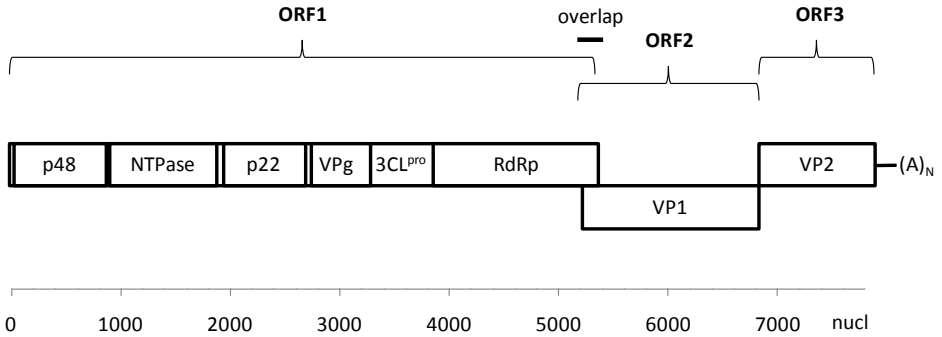 ORF1
overlap
ORF2
ORF3
p48 NTPase p22 VPg 3CLpro RdRp VP2 (A)N
VP1
0 1000 2000 3000 4000 5000 6000 7000 nucl